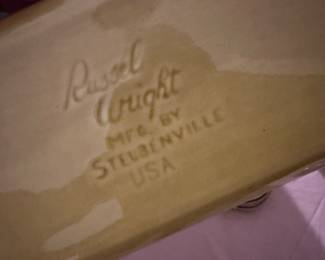 Russel
Wright
MFG. BY
STEUBENVILLE
USA